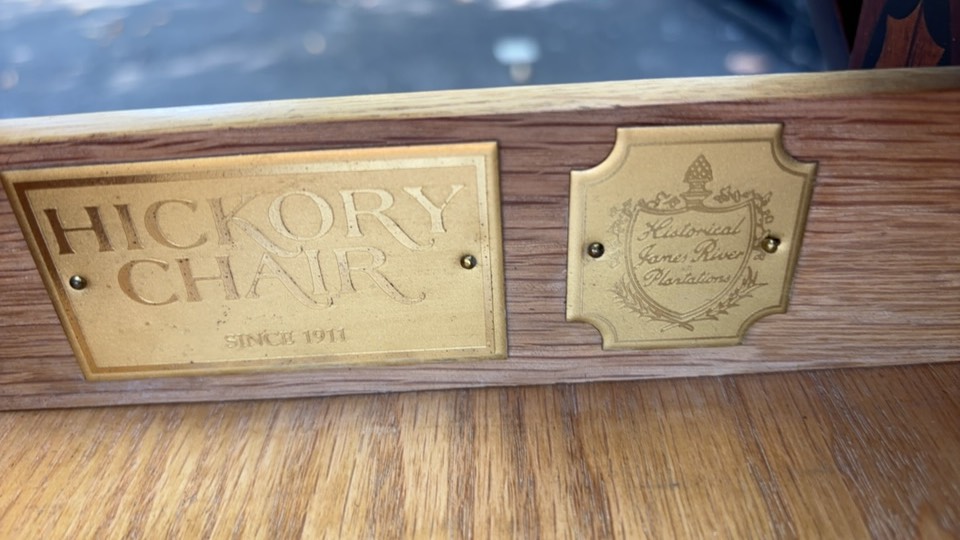 HICKORY
CHAIR
SINCE 1911
Historical
James River
Plantations